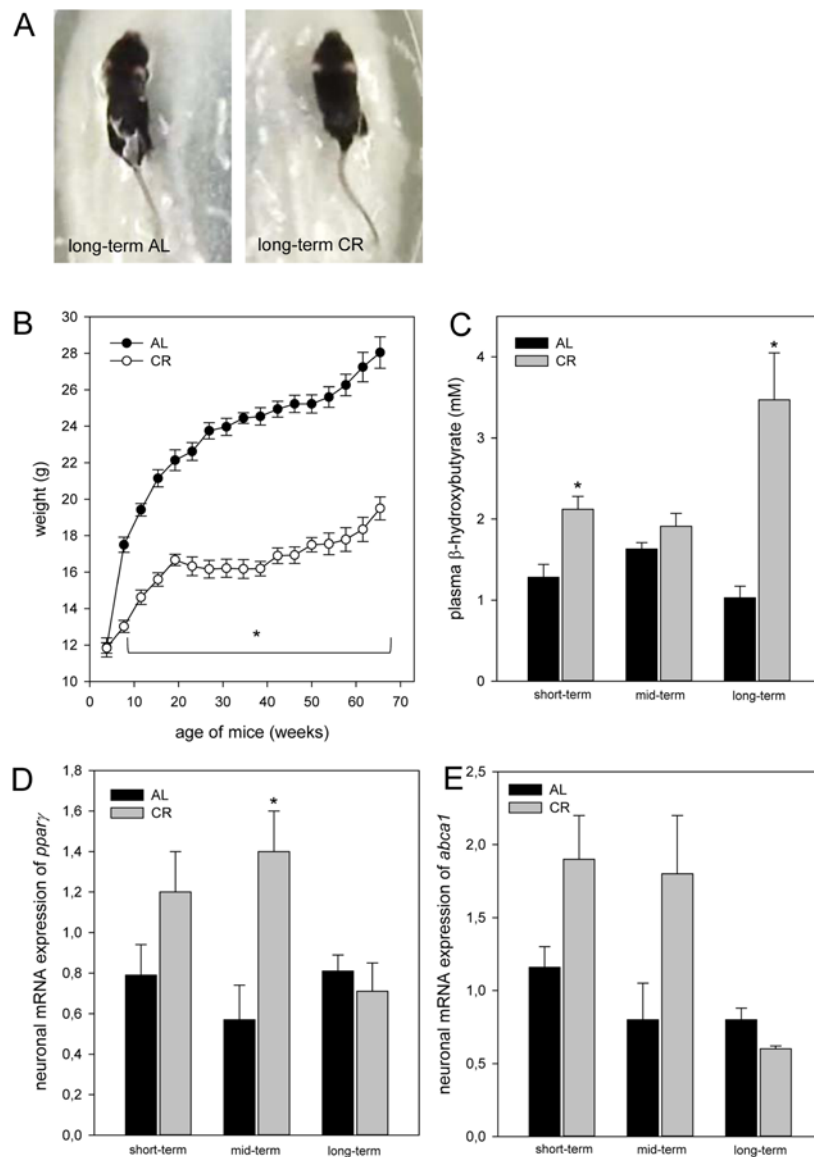 A
long-term AL
long-term CR
B
30
28
26
24
22
20
18
16
14
12
10
weight (g)
AL
CR
*
0 10 20 30 40 50 60 70
age of mice (weeks)
C
4
3
2
1
0
plasma β-hydroxybutyrate (mM)
AL
CR
*
*
short-term mid-term long-term
D
1,8
1,6
1,4
1,2
1,0
0,8
0,6
0,4
0,2
0,0
neuronal mRNA expression of pparγ
AL
CR
*
short-term mid-term long-term
E
2,5
2,0
1,5
1,0
0,5
0,0
neuronal mRNA expression of abca1
AL
CR
short-term mid-term long-term